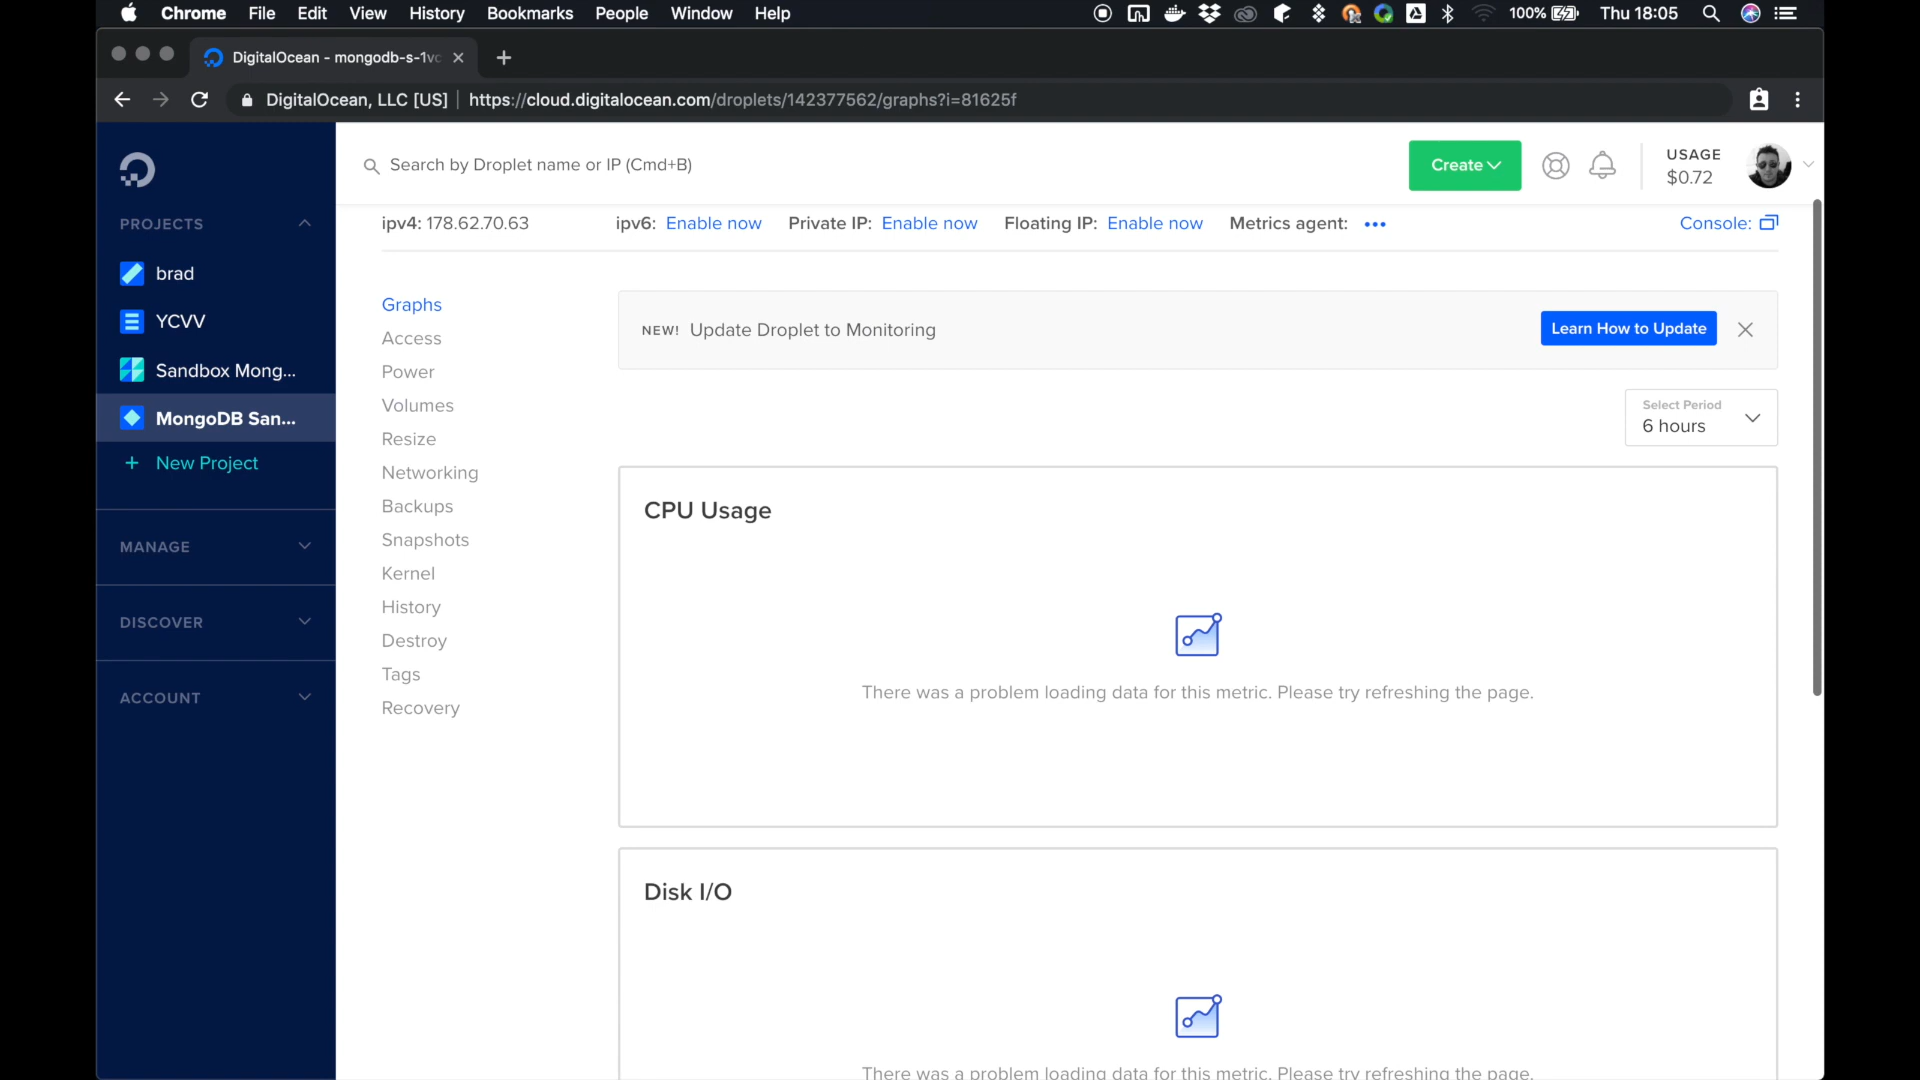 Chrome File Edit View History Bookmarks People Window Help 100% Thu 18:05
DigitalOcean - mongodb-s-1vc
DigitalOcean, LLC [US] https://cloud.digitalocean.com/droplets/142377562/graphs?i=81625f
Search by Droplet name or IP (Cmd+B)
Create
USAGE
$0.72
PROJECTS
brad
YCVV
Sandbox Mong...
MongoDB San...
+ New Project
MANAGE
DISCOVER
ACCOUNT
ipv4: 178.62.70.63 ipv6: Enable now Private IP: Enable now Floating IP: Enable now Metrics agent: ••• Console:
Graphs
Access
Power
Volumes
Resize
Networking
Backups
Snapshots
Kernel
History
Destroy
Tags
Recovery
NEW! Update Droplet to Monitoring
Learn How to Update
Select Period
6 hours
CPU Usage
There was a problem loading data for this metric. Please try refreshing the page.
Disk I/O
There was a problem loading data for this metric. Please try refreshing the page.